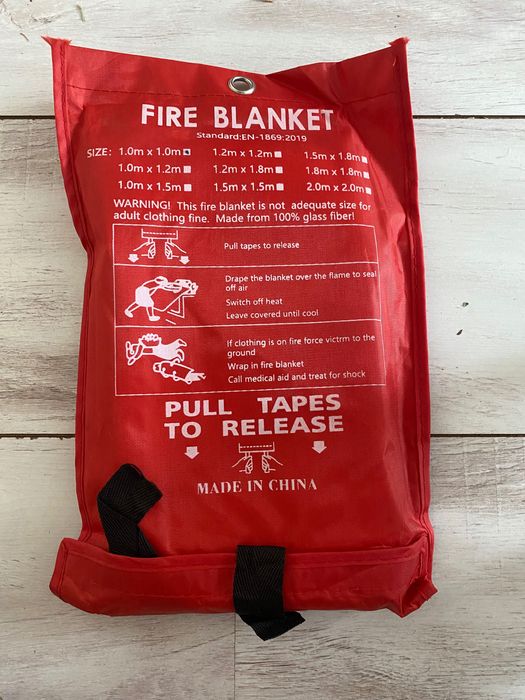 FIRE BLANKET
Standard:EN-1869:2019
SIZE: 1.0m x 1.0m 1.2m x 1.2m 1.5m x 1.8m
1.0m x 1.2m 1.2m x 1.8m 1.8m x 1.8m
1.0m x 1.5m 1.5m x 1.5m 2.0m x 2.0m
WARNING! This fire blanket is not adequate size for
adult clothing fine. Made from 100% glass fiber!
Pull tapes to release
Drape the blanket over the flame to seal
off air
Switch off heat
Leave covered until cool
If clothing is on fire force victrm to the
ground
Wrap in fire blanket
Call medical aid and treat for shock
PULL TAPES
TO RELEASE
MADE IN CHINA